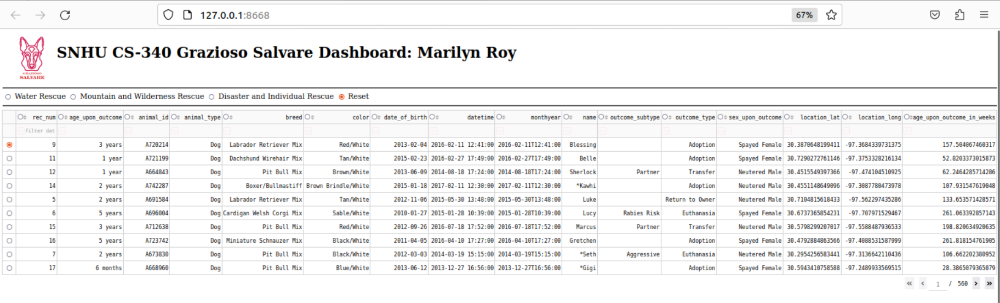 127.0.0.1:8668 67%
SNHU CS-340 Grazioso Salvare Dashboard: Marilyn Roy
GRAZIOSO
SALVARE
Water Rescue Mountain and Wilderness Rescue Disaster and Individual Rescue Reset
rec_num age_upon_outcome animal_id animal_type breed color date_of_birth datetime monthyear name outcome_subtype outcome_type sex_upon_outcome location_lat location_long age_upon_outcome_in_weeks
filter dat
9 3 years A720214 Dog Labrador Retriever Mix Red/White 2013-02-04 2016-02-11 12:41:00 2016-02-11T12:41:00 Blessing Adoption Spayed Female 30.3870648199411 -97.3684339731375 157.504067460317
11 1 year A721199 Dog Dachshund Wirehair Mix Tan/White 2015-02-23 2016-02-27 17:49:00 2016-02-27T17:49:00 Belle Adoption Spayed Female 30.7290272761146 -97.3753328216134 52.8203373015873
12 1 year A664843 Dog Pit Bull Mix Brown/White 2013-06-09 2014-08-18 17:24:00 2014-08-18T17:24:00 Sherlock Partner Transfer Neutered Male 30.4515549397366 -97.474104510925 62.2464285714286
14 2 years A742287 Dog Boxer/Bullmastiff Brown Brindle/White 2015-01-18 2017-02-11 12:30:00 2017-02-11T12:30:00 *Kawhi Adoption Neutered Male 30.4551148649096 -97.3087780473978 107.931547619048
5 2 years A691584 Dog Labrador Retriever Mix Tan/White 2012-11-06 2015-05-30 13:48:00 2015-05-30T13:48:00 Luke Return to Owner Neutered Male 30.7104815618433 -97.562297435286 133.653571428571
6 5 years A696004 Dog Cardigan Welsh Corgi Mix Sable/White 2010-01-27 2015-01-28 10:39:00 2015-01-28T10:39:00 Lucy Rabies Risk Euthanasia Spayed Female 30.6737365854231 -97.707971529467 261.063392857143
15 3 years A712638 Dog Pit Bull Mix Red/White 2012-09-26 2016-07-18 17:52:00 2016-07-18T17:52:00 Marcus Partner Transfer Neutered Male 30.5798299207017 -97.5588487936533 198.820634920635
16 5 years A723742 Dog Miniature Schnauzer Mix Black/White 2011-04-05 2016-04-10 17:27:00 2016-04-10T17:27:00 Gretchen Adoption Spayed Female 30.4792884863566 -97.4088531587999 261.818154761905
7 2 years A673830 Dog Pit Bull Mix Black/White 2012-03-03 2014-03-19 15:15:00 2014-03-19T15:15:00 *Seth Aggressive Euthanasia Neutered Male 30.2954256583441 -97.3136642110436 106.662202380952
17 6 months A668960 Dog Pit Bull Mix Blue/White 2013-06-12 2013-12-27 16:56:00 2013-12-27T16:56:00 *Gigi Adoption Spayed Female 30.5943410758588 -97.2489933569515 28.3865079365079
« ‹ 1 / 560 › »